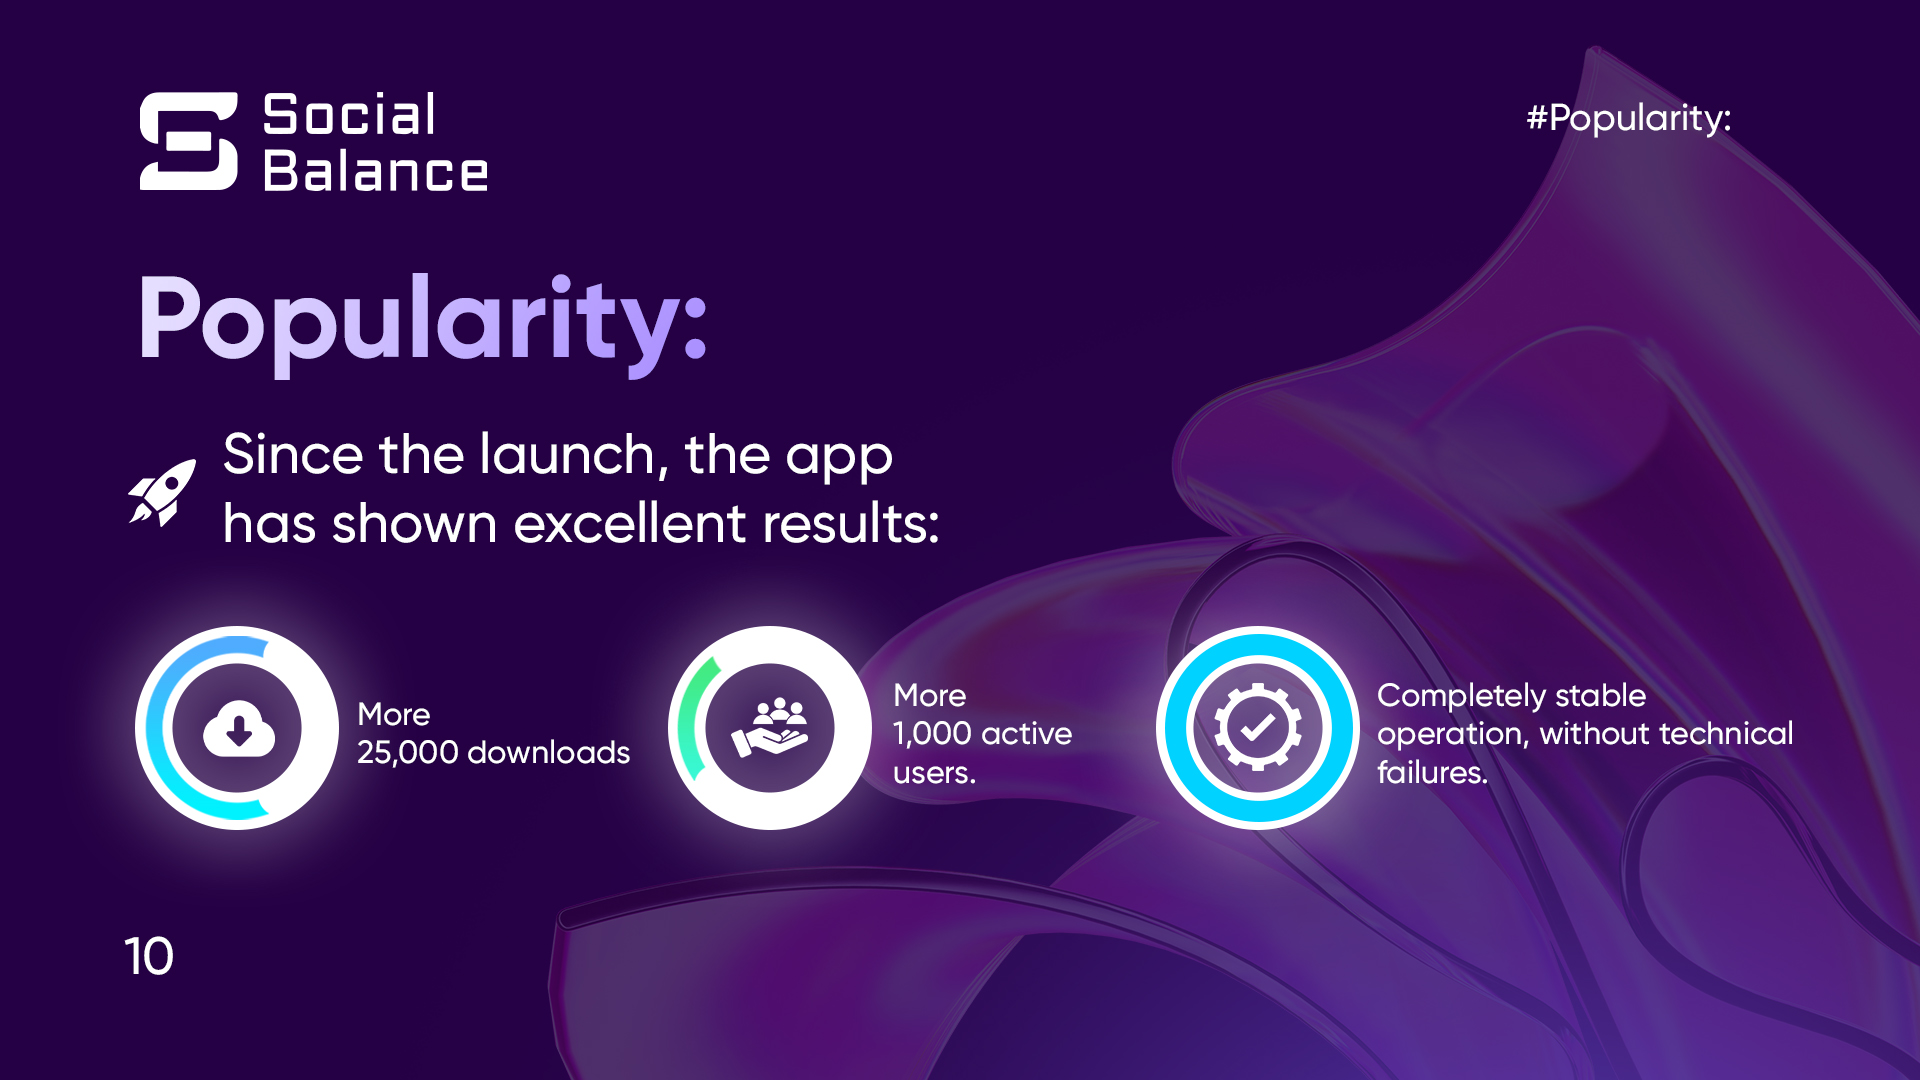 Social
Balance
#Popularity:
Popularity:
Since the launch, the app
has shown excellent results:
More
25,000 downloads
More
1,000 active
users.
Completely stable
operation, without technical
failures.
10